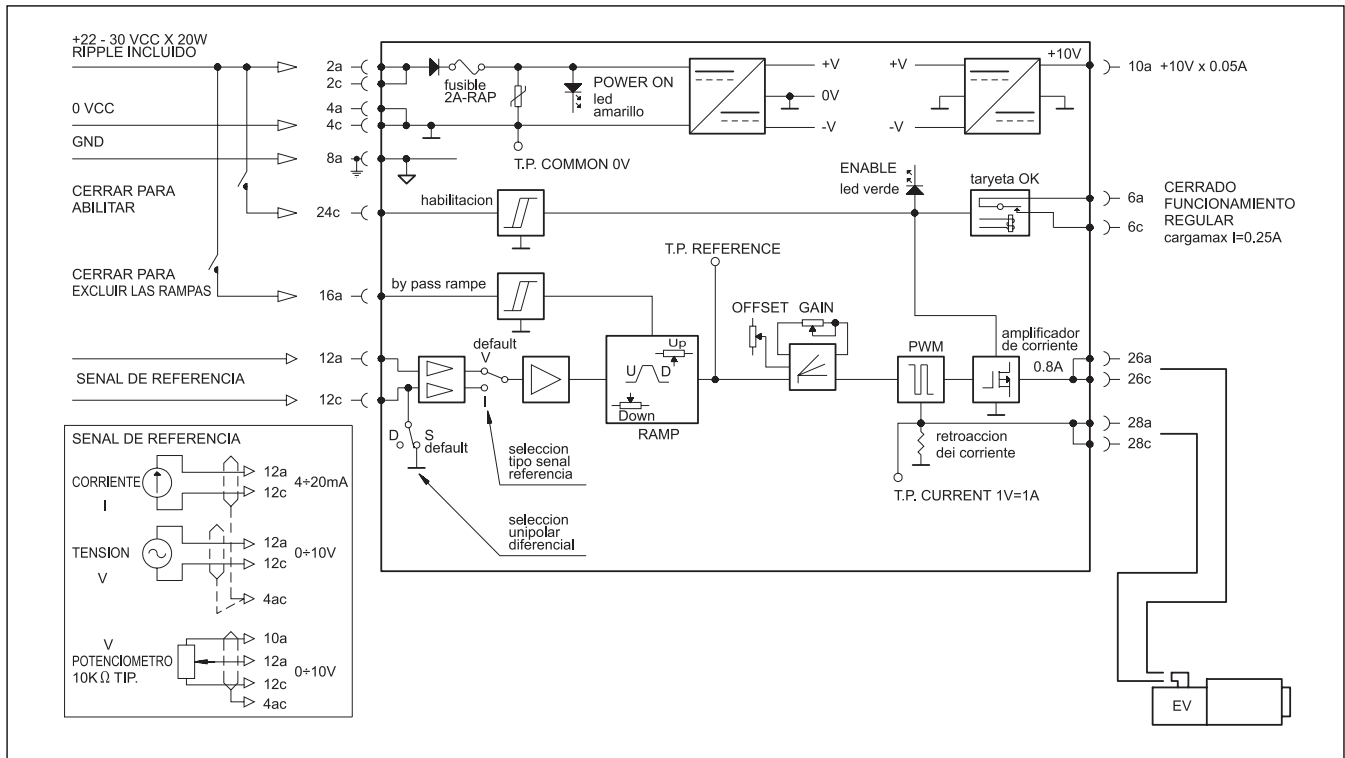 +22 - 30 VCC X 20W
RIPPLE INCLUÍDO
0 VCC
GND
CERRAR PARA
ABILITAR
CERRAR PARA
EXCLUIR LAS RAMPAS
SENAL DE REFERENCIA
2a
2c
4a
4c
8a
24c
16a
12a
12c
fusible
2A-RAP
POWER ON
led
amarillo
T.P. COMMON 0V
+V
0V
-V
+V
-V
+10V
10a +10V x 0.05A
habilitacion
ENABLE
led verde
taryeta OK
6a
6c
CERRADO
FUNCIONAMIENTO
REGULAR
cargamax I=0.25A
by pass rampe
T.P. REFERENCE
default
V
I
D
S
default
Up
U D
Down
RAMP
OFFSET
GAIN
PWM
amplificador
de corriente
0.8A
26a
26c
28a
28c
retroaccion
dei corriente
T.P. CURRENT 1V=1A
seleccion
tipo senal
referencia
seleccion
unipolar
diferencial
SENAL DE REFERENCIA
CORRIENTE
I
12a
12c
4÷20mA
TENSION
V
12a
12c
0÷10V
4ac
V
POTENCIOMETRO
10KΩ TIP.
10a
12a
12c
0÷10V
4ac
EV